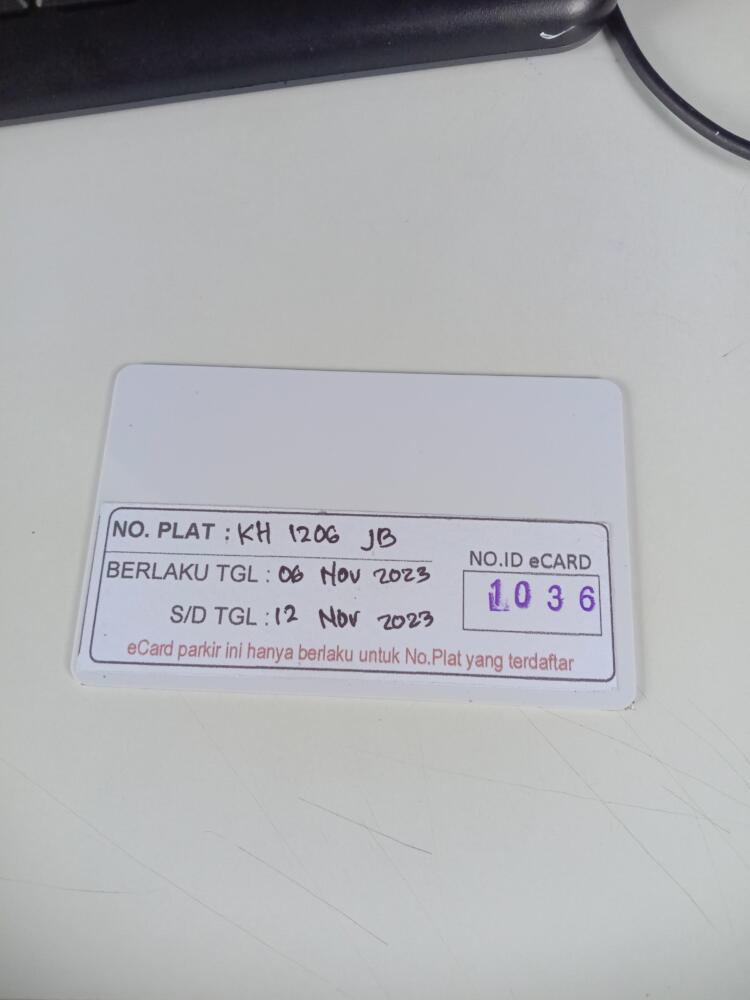 NO. PLAT : KH 1206 JB
BERLAKU TGL : 06 Nov 2023
S/D TGL : 12 Nov 2023
NO.ID eCARD
1036
eCard parkir ini hanya berlaku untuk No.Plat yang terdaftar